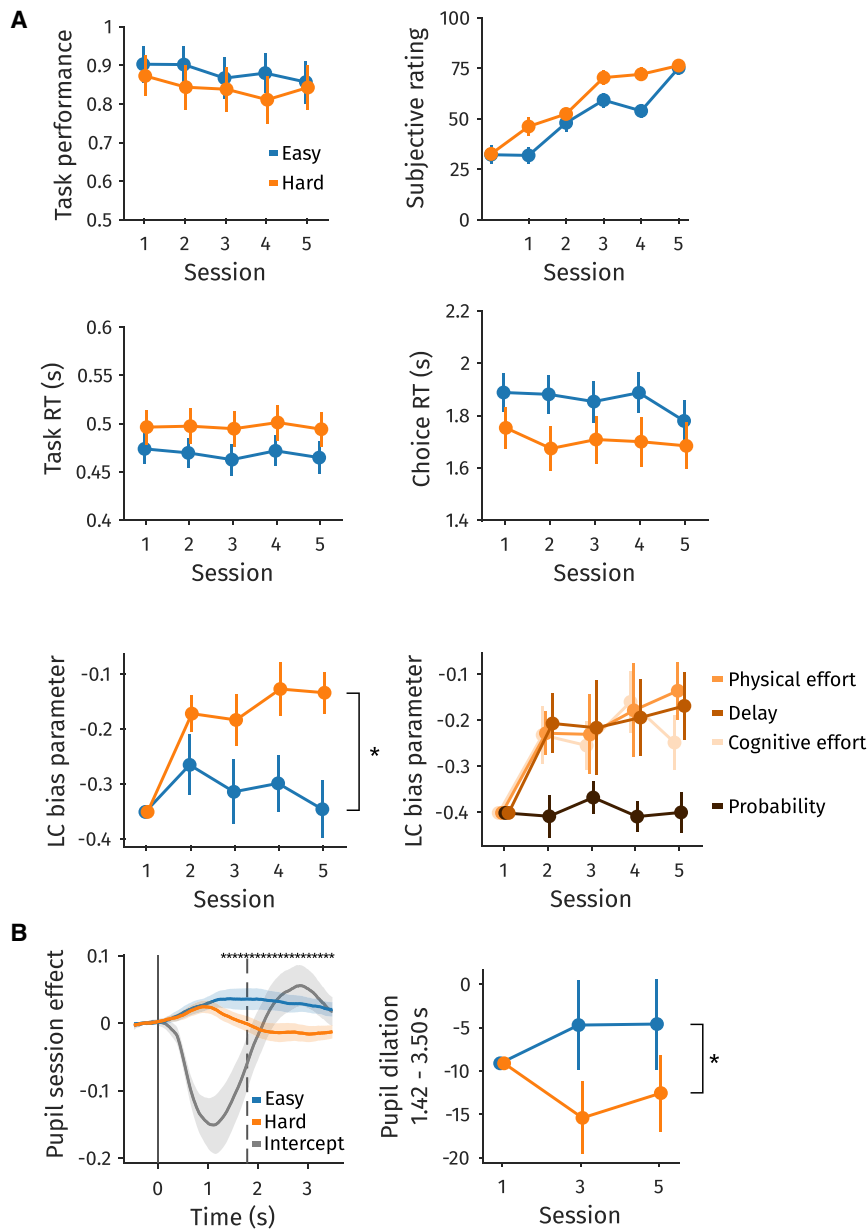 A
Task performance
1
0.9
0.8
0.7
0.6
0.5
Easy
Hard
1 2 3 4 5
Session
Subjective rating
100
75
50
25
0
1 2 3 4 5
Session
Task RT (s)
0.6
0.55
0.5
0.45
0.4
1 2 3 4 5
Session
Choice RT (s)
2.2
2
1.8
1.6
1.4
1 2 3 4 5
Session
LC bias parameter
-0.1
-0.2
-0.3
-0.4
*
1 2 3 4 5
Session
LC bias parameter
-0.1
-0.2
-0.3
-0.4
Physical effort
Delay
Cognitive effort
Probability
1 2 3 4 5
Session
B
Pupil session effect
0.1
0
-0.1
-0.2
********************
Easy
Hard
Intercept
0 1 2 3
Time (s)
Pupil dilation
1.42 - 3.50 s
0
-5
-10
-15
-20
*
1 3 5
Session